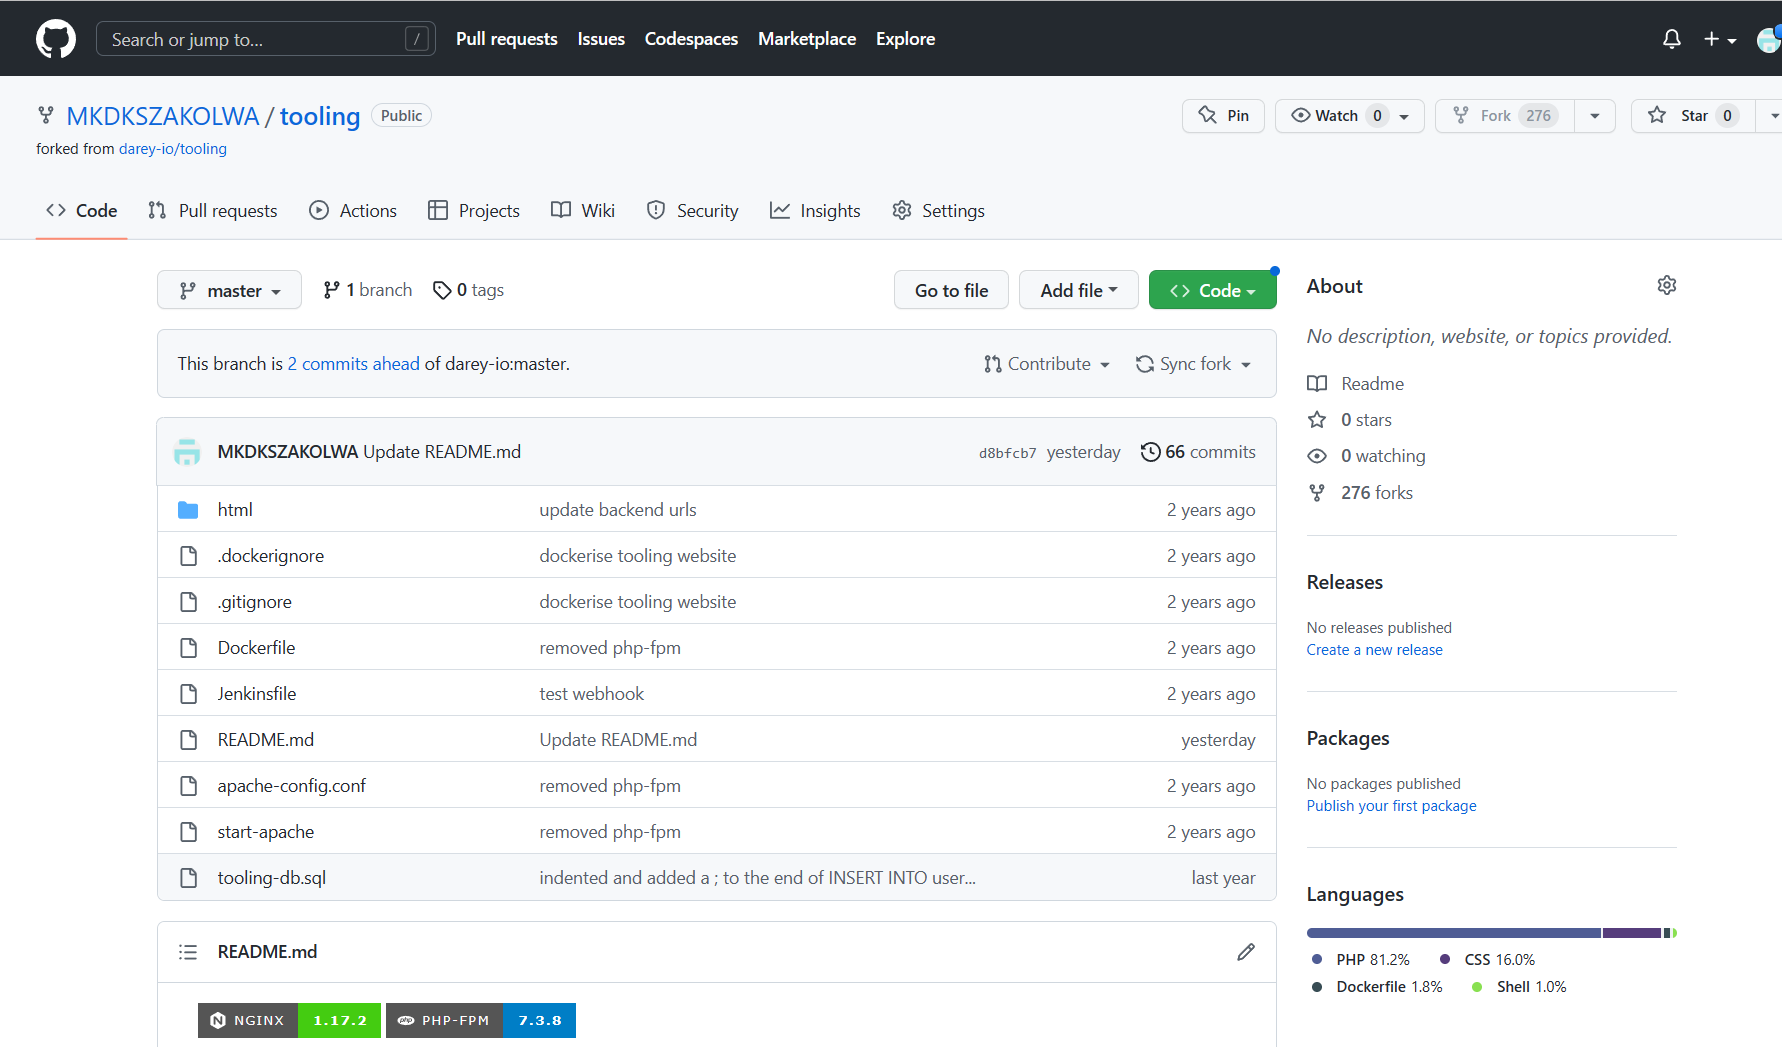 Search or jump to... /
Pull requests Issues Codespaces Marketplace Explore
MKDKSZAKOLWA / tooling Public
Pin Watch 0 Fork 276 Star 0
forked from darey-io/tooling
Code Pull requests Actions Projects Wiki Security Insights Settings
master 1 branch 0 tags Go to file Add file Code
This branch is 2 commits ahead of darey-io:master. Contribute Sync fork
MKDKSZAKOLWA Update README.md d8bfcb7 yesterday 66 commits
html update backend urls 2 years ago
.dockerignore dockerise tooling website 2 years ago
.gitignore dockerise tooling website 2 years ago
Dockerfile removed php-fpm 2 years ago
Jenkinsfile test webhook 2 years ago
README.md Update README.md yesterday
apache-config.conf removed php-fpm 2 years ago
start-apache removed php-fpm 2 years ago
tooling-db.sql indented and added a ; to the end of INSERT INTO user... last year
README.md
NGINX 1.17.2 php PHP-FPM 7.3.8
About
No description, website, or topics provided.
Readme
0 stars
0 watching
276 forks
Releases
No releases published
Create a new release
Packages
No packages published
Publish your first package
Languages
PHP 81.2% CSS 16.0%
Dockerfile 1.8% Shell 1.0%